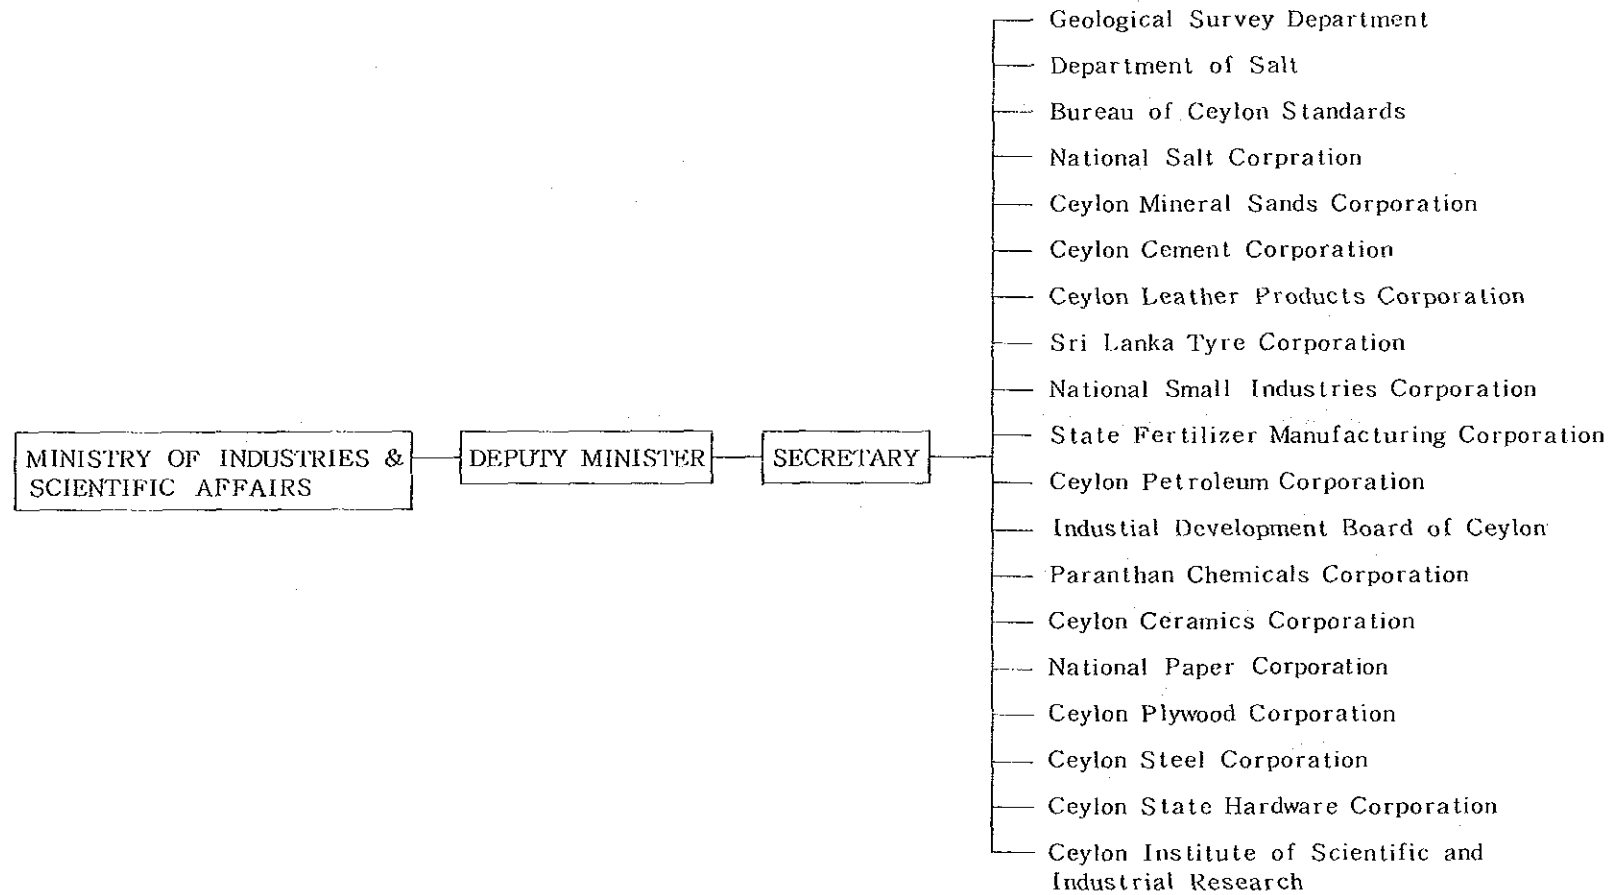 Geological Survey Department
Department of Salt
Bureau of Ceylon Standards
National Salt Corpration
Ceylon Mineral Sands Corporation
Ceylon Cement Corporation
Ceylon Leather Products Corporation
Sri Lanka Tyre Corporation
National Small Industries Corporation
MINISTRY OF INDUSTRIES &
SCIENTIFIC AFFAIRS
DEPUTY MINISTER
SECRETARY
State Fertilizer Manufacturing Corporation
Ceylon Petroleum Corporation
Industial Development Board of Ceylon
Paranthan Chemicals Corporation
Ceylon Ceramics Corporation
National Paper Corporation
Ceylon Plywood Corporation
Ceylon Steel Corporation
Ceylon State Hardware Corporation
Ceylon Institute of Scientific and
Industrial Research